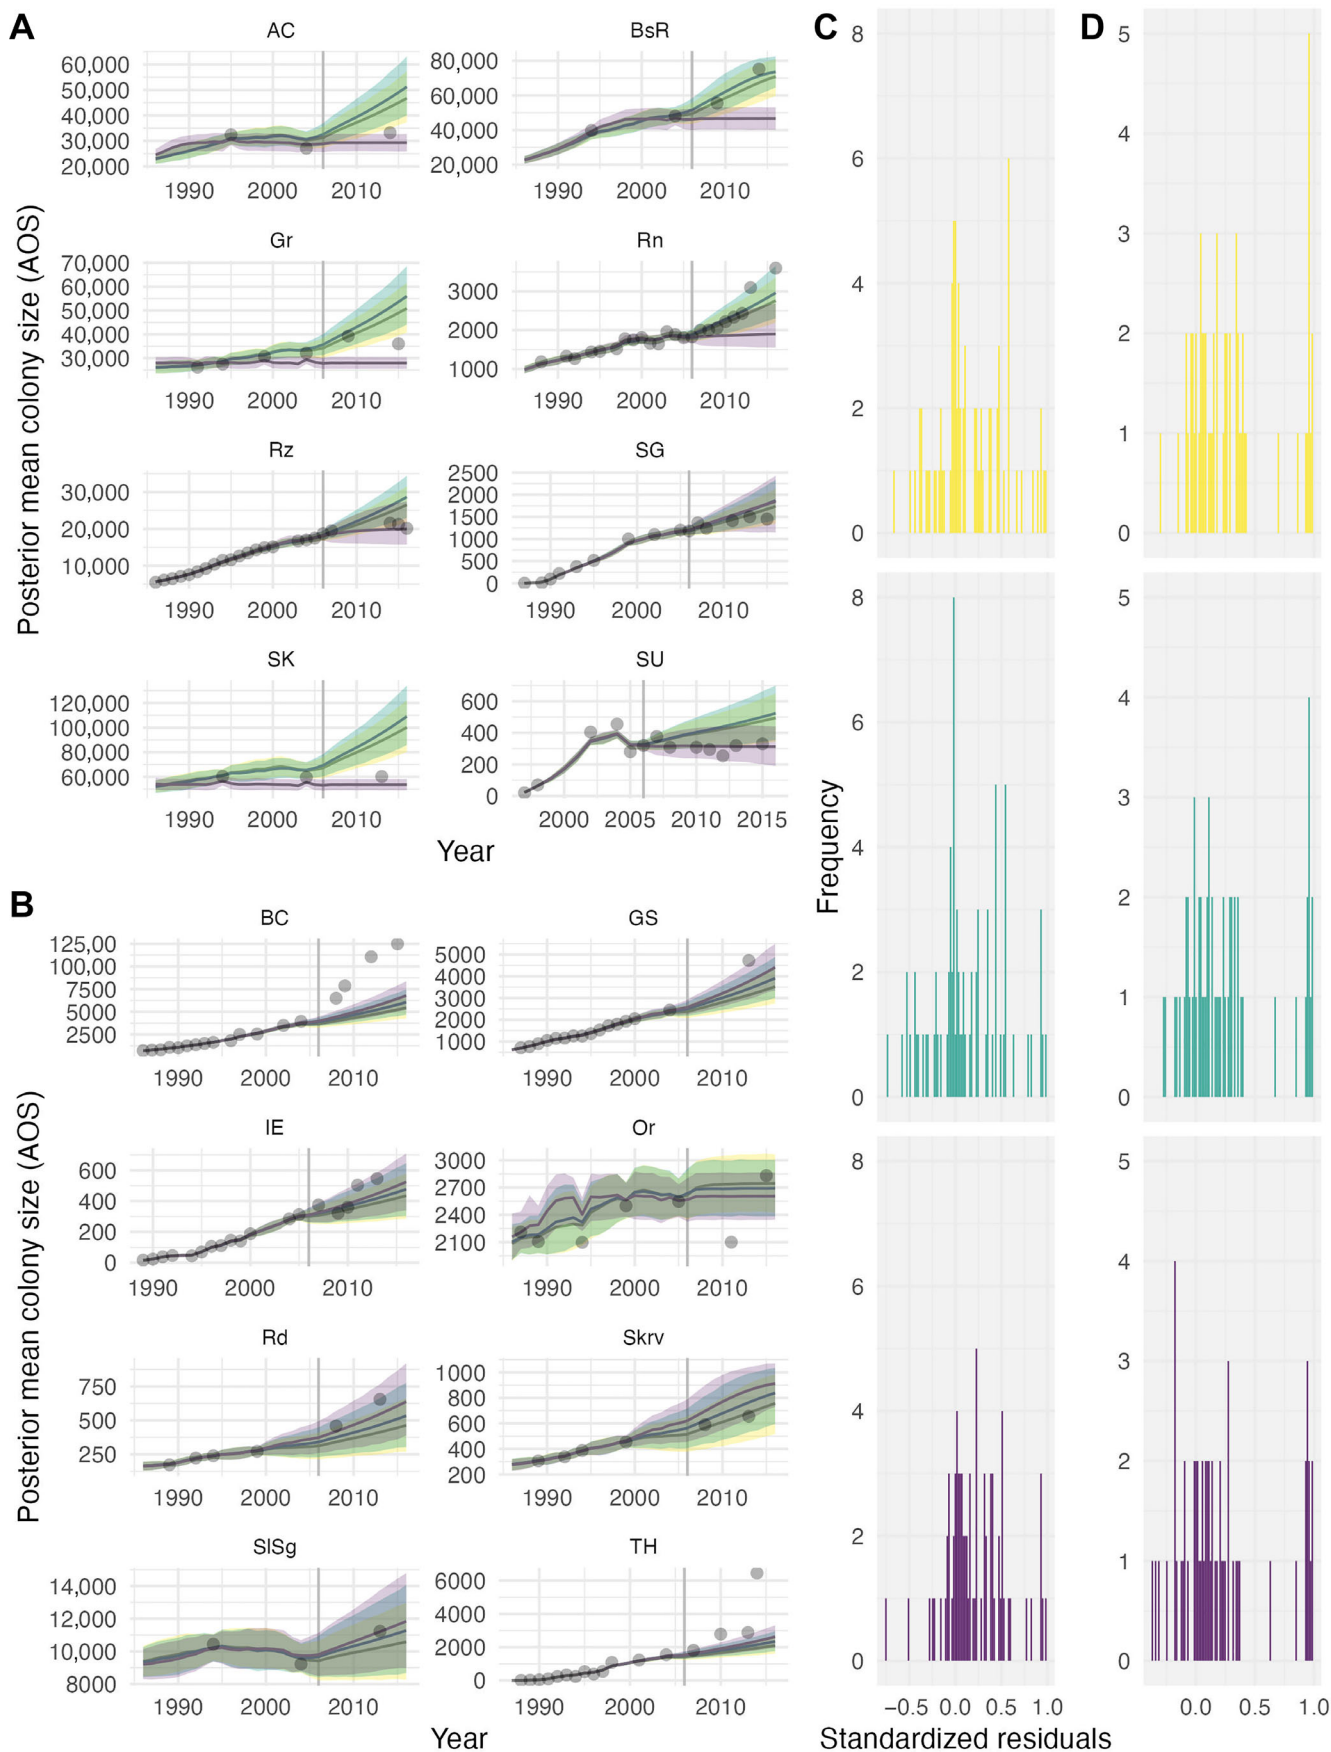 A
AC
BsR
60,000
50,000
40,000
30,000
20,000
80,000
60,000
40,000
20,000
1990 2000 2010
1990 2000 2010
Gr
Rn
70,000
60,000
50,000
40,000
30,000
3000
2000
1000
1990 2000 2010
1990 2000 2010
Rz
SG
30,000
20,000
10,000
2500
2000
1500
1000
500
0
1990 2000 2010
1990 2000 2010
SK
SU
120,000
100,000
80,000
60,000
600
400
200
0
1990 2000 2010
2000 2005 2010 2015
Posterior mean colony size (AOS)
Year
B
BC
GS
125,00
100,00
7500
5000
2500
5000
4000
3000
2000
1000
1990 2000 2010
1990 2000 2010
IE
Or
600
400
200
0
3000
2700
2400
2100
1990 2000 2010
1990 2000 2010
Rd
Skrv
750
500
250
1000
800
600
400
200
1990 2000 2010
1990 2000 2010
SlSg
TH
14,000
12,000
10,000
8000
6000
4000
2000
0
1990 2000 2010
1990 2000 2010
Posterior mean colony size (AOS)
Year
C
8
6
4
2
0
8
6
4
2
0
8
6
4
2
0
−0.5 0.0 0.5 1.0
Frequency
D
5
4
3
2
1
0
5
4
3
2
1
0
5
4
3
2
1
0
0.0 0.5 1.0
Standardized residuals